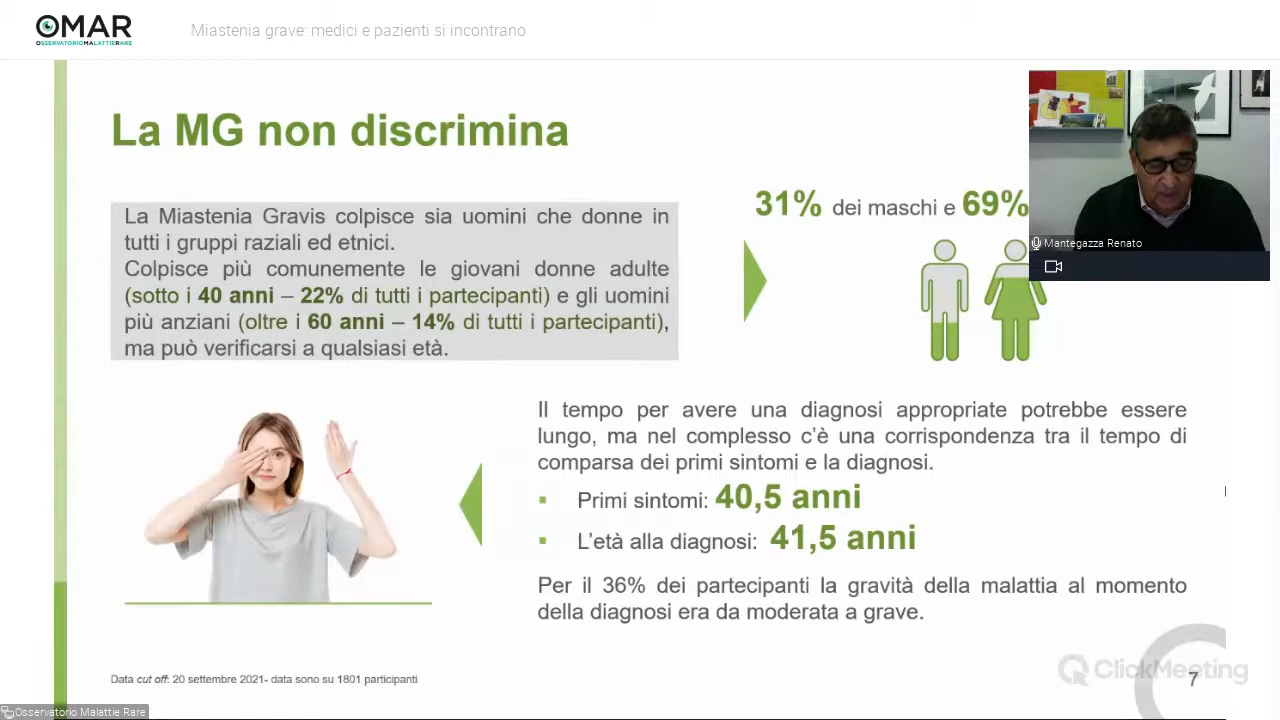 OMAR
OSSERVATORIOMALATTIERARE
Miastenia grave: medici e pazienti si incontrano
La MG non discrimina
La Miastenia Gravis colpisce sia uomini che donne in
tutti i gruppi raziali ed etnici.
Colpisce più comunemente le giovani donne adulte
(sotto i 40 anni – 22% di tutti i partecipanti) e gli uomini
più anziani (oltre i 60 anni – 14% di tutti i partecipanti),
ma può verificarsi a qualsiasi età.
31% dei maschi e 69%
Mantegazza Renato
Il tempo per avere una diagnosi appropriate potrebbe essere
lungo, ma nel complesso c'è una corrispondenza tra il tempo di
comparsa dei primi sintomi e la diagnosi.
▪ Primi sintomi: 40,5 anni
▪ L'età alla diagnosi: 41,5 anni
Per il 36% dei partecipanti la gravità della malattia al momento
della diagnosi era da moderata a grave.
Data cut off: 20 settembre 2021- data sono su 1801 participanti
ClickMeeting
7
Osservatorio Malattie Rare